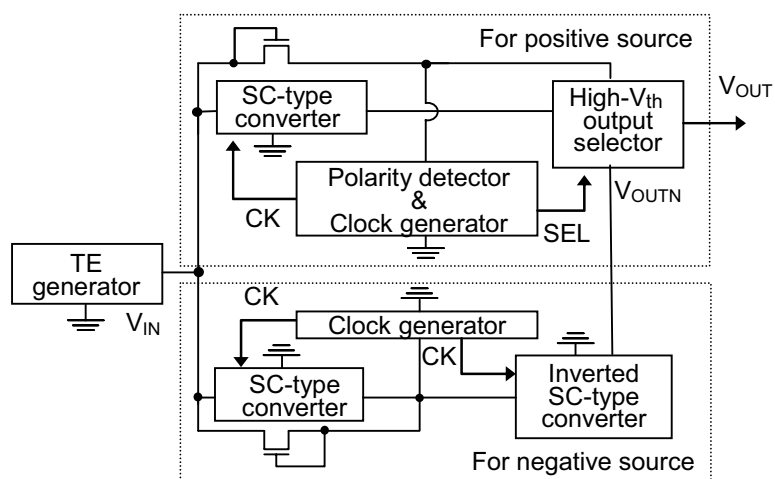 For positive source
SC-type
converter
High-Vth
output
selector
VOUT
Polarity detector
&
Clock generator
CK
SEL
VOUTN
TE
generator
VIN
CK
Clock generator
CK
SC-type
converter
Inverted
SC-type
converter
For negative source